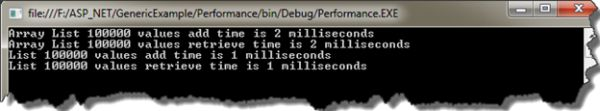 file:///F:/ASP_NET/GenericExample/Performance/bin/Debug/Performance.EXE
Array List 100000 values add time is 2 milliseconds
Array List 100000 values retrieve time is 2 milliseconds
List 100000 values add time is 1 milliseconds
List 100000 values retrieve time is 1 milliseconds